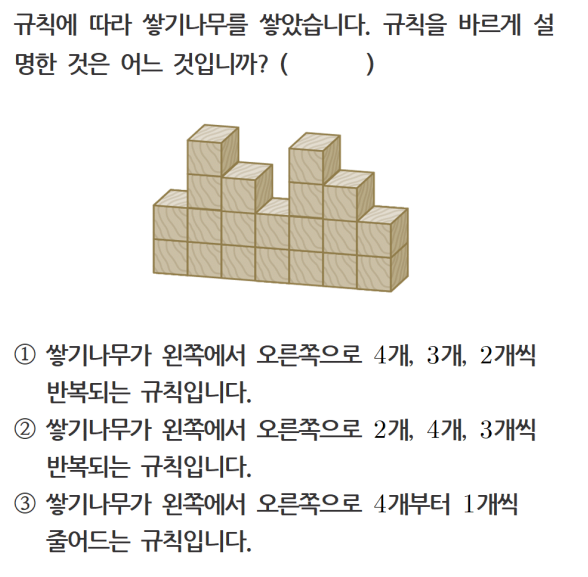 규칙에 따라 쌓기나무를 쌓았습니다. 규칙을 바르게 설
명한 것은 어느 것입니까? (          )
① 쌓기나무가 왼쪽에서 오른쪽으로 4개, 3개, 2개씩
반복되는 규칙입니다.
② 쌓기나무가 왼쪽에서 오른쪽으로 2개, 4개, 3개씩
반복되는 규칙입니다.
③ 쌓기나무가 왼쪽에서 오른쪽으로 4개부터 1개씩
줄어드는 규칙입니다.